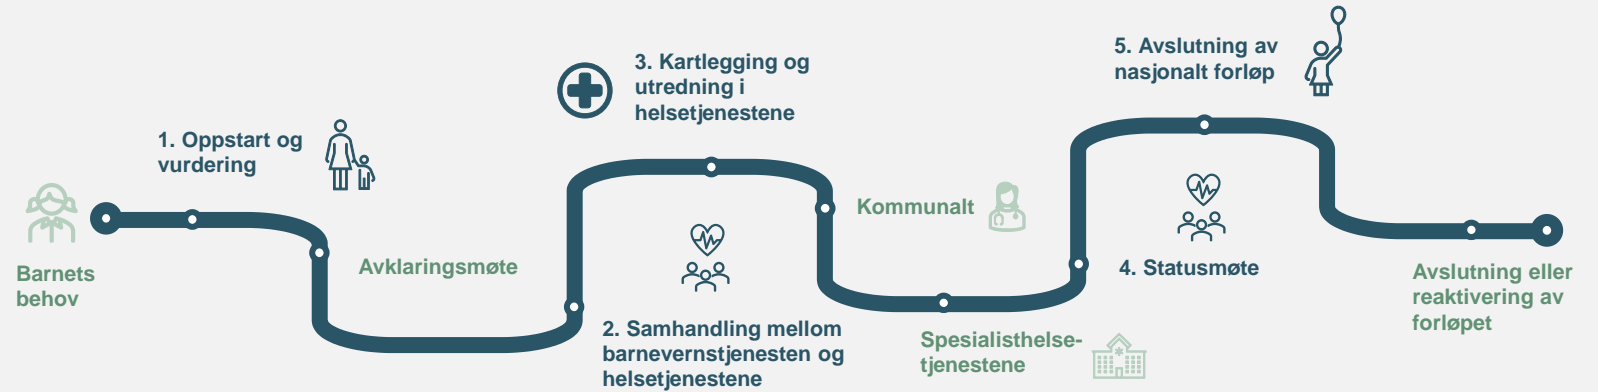 Barnets
behov
1. Oppstart og
vurdering
Avklaringsmøte
2. Samhandling mellom
barnevernstjenesten og
helsetjenestene
3. Kartlegging og
utredning i
helsetjenestene
Kommunalt
Spesialisthelse-
tjenestene
4. Statusmøte
5. Avslutning av
nasjonalt forløp
Avslutning eller
reaktivering av
forløpet